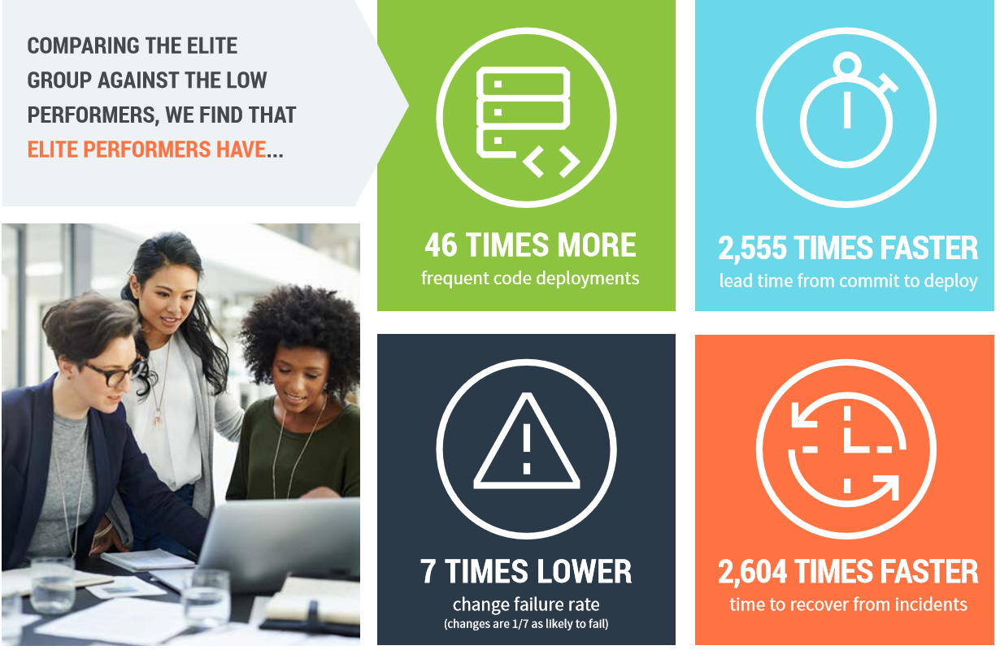 COMPARING THE ELITE
GROUP AGAINST THE LOW
PERFORMERS, WE FIND THAT
ELITE PERFORMERS HAVE...
46 TIMES MORE
frequent code deployments
2,555 TIMES FASTER
lead time from commit to deploy
7 TIMES LOWER
change failure rate
(changes are 1/7 as likely to fail)
2,604 TIMES FASTER
time to recover from incidents